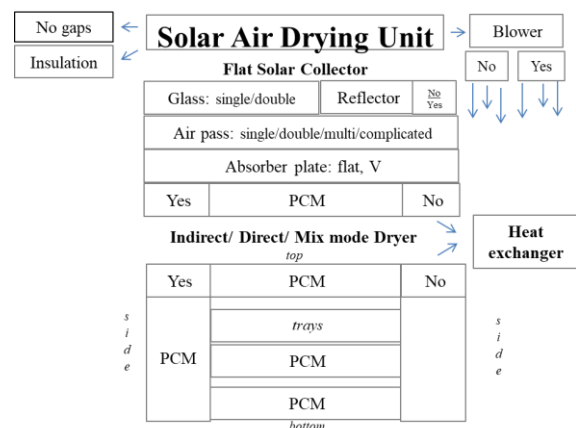 No gaps
Solar Air Drying Unit
Blower
Insulation
No
Yes
Flat Solar Collector
Glass: single/double
Reflector
No
Yes
Air pass: single/double/multi/complicated
Absorber plate: flat, V
Yes
PCM
No
Heat
exchanger
Indirect/ Direct/ Mix mode Dryer
top
Yes
PCM
No
side
trays
side
PCM
PCM
PCM
bottom